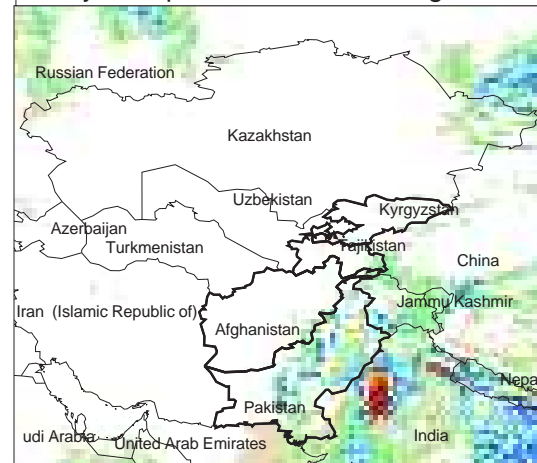 Russian Federation
Kazakhstan
Uzbekistan
Kyrgyzstan
Azerbaijan
Turkmenistan
Tajikistan
China
Iran (Islamic Republic of)
Jammu Kashmir
Afghanistan
Nepa
Pakistan
udi Arabia
United Arab Emirates
India